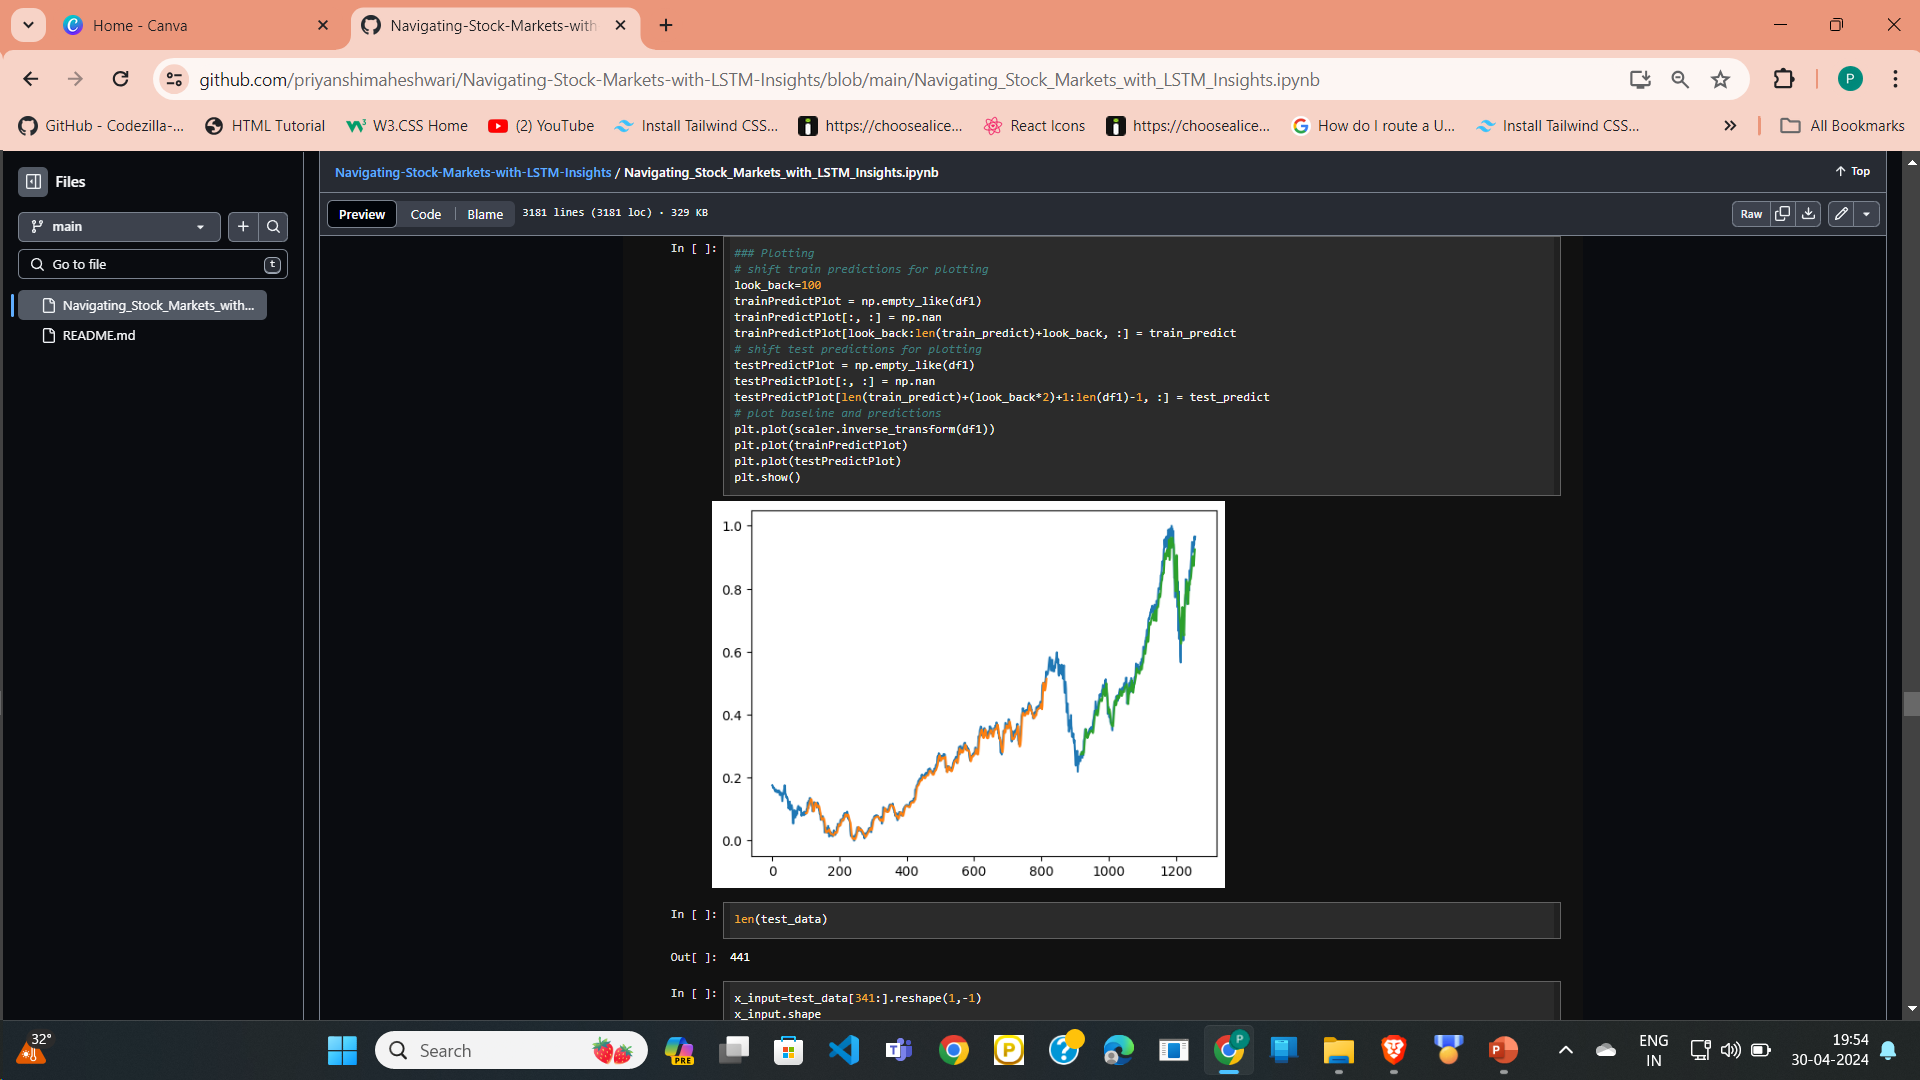 Home - Canva
Navigating-Stock-Markets-with
github.com/priyanshimaheshwari/Navigating-Stock-Markets-with-LSTM-Insights/blob/main/Navigating_Stock_Markets_with_LSTM_Insights.ipynb
P
GitHub - Codezilla-... HTML Tutorial W3.CSS Home (2) YouTube Install Tailwind CSS... https://choosealice... React Icons https://choosealice... How do I route a U... Install Tailwind CSS... All Bookmarks
Files
main
Go to file
t
Navigating_Stock_Markets_with...
README.md
Navigating-Stock-Markets-with-LSTM-Insights / Navigating_Stock_Markets_with_LSTM_Insights.ipynb
Top
Preview Code Blame 3181 lines (3181 loc) · 329 KB
Raw
In [ ]:
### Plotting
# shift train predictions for plotting
look_back=100
trainPredictPlot = np.empty_like(df1)
trainPredictPlot[:, :] = np.nan
trainPredictPlot[look_back:len(train_predict)+look_back, :] = train_predict
# shift test predictions for plotting
testPredictPlot = np.empty_like(df1)
testPredictPlot[:, :] = np.nan
testPredictPlot[len(train_predict)+(look_back*2)+1:len(df1)-1, :] = test_predict
# plot baseline and predictions
plt.plot(scaler.inverse_transform(df1))
plt.plot(trainPredictPlot)
plt.plot(testPredictPlot)
plt.show()
1.0
0.8
0.6
0.4
0.2
0.0
0 200 400 600 800 1000 1200
In [ ]:
len(test_data)
Out[ ]: 441
In [ ]:
x_input=test_data[341:].reshape(1,-1)
x_input.shape
32°
Search
PRE
ENG
IN
19:54
30-04-2024